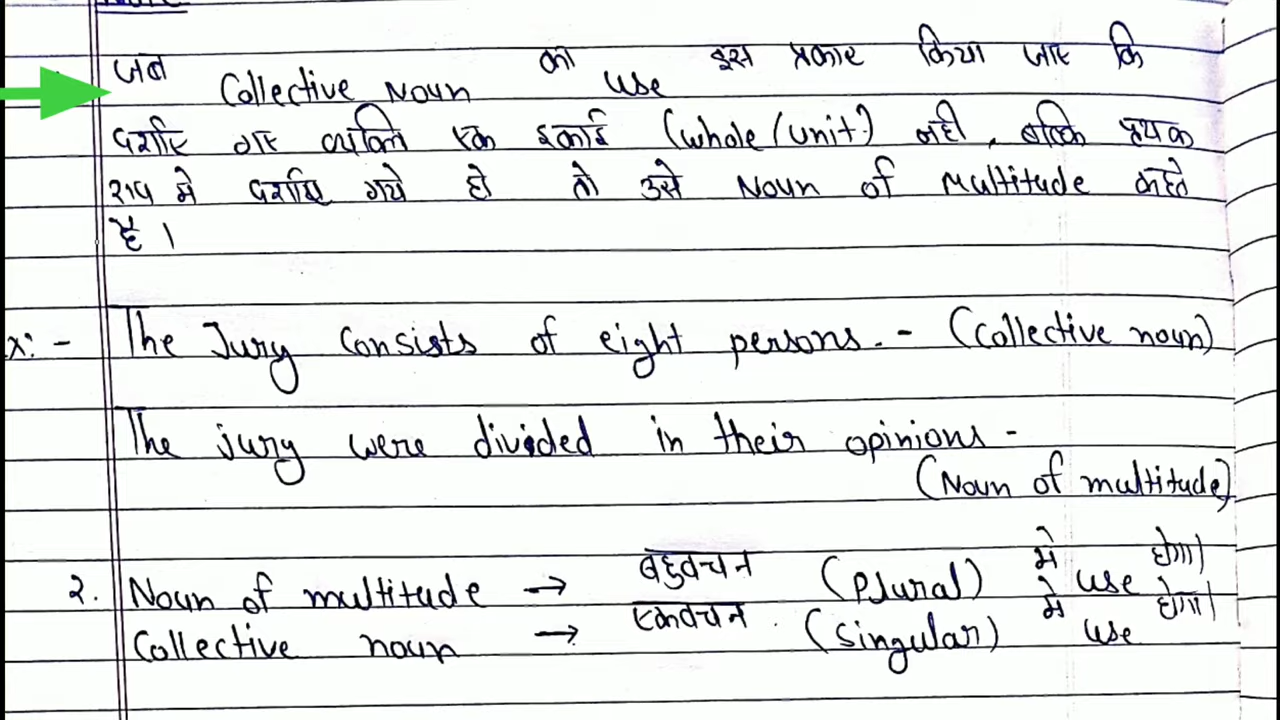 जब Collective Noun का use इस प्रकार किया जाए कि
दर्शाए गए व्यक्ति एक इकाई (whole/unit) नही, बल्कि पृथक
रूप मे दर्शाये गये हो तो उसे Noun of Multitude कहते
है ।
x: - The Jury Consists of eight persons. - (Collective noun)
The jury were divided in their opinions -
(Noun of multitude)
2. Noun of multitude → बहुवचन (Plural) मे use होगा।
Collective noun → एकवचन. (singular) मे use होगा।